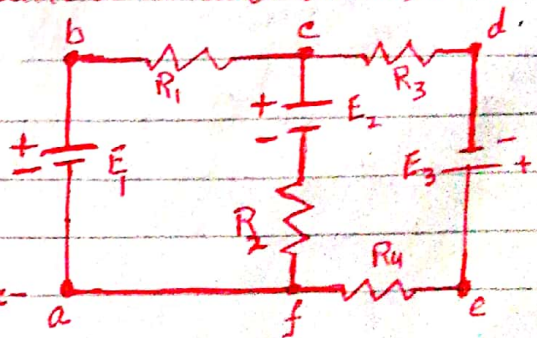 b c d.
R₁ R₃
+ E₂ -
+ - E₁ - E₃ +
R₂ R₄
a f e